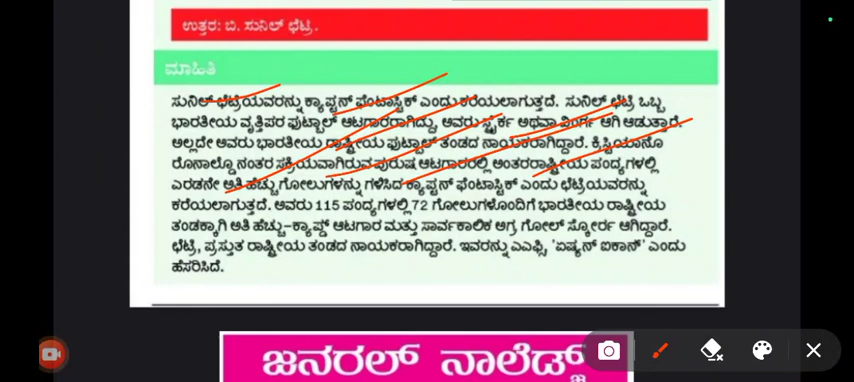 ಉತ್ತರ: ಬಿ. ಸುನಿಲ್ ಛೆಟ್ರಿ.
ಮಾಹಿತಿ
ಸುನಿಲ್ ಛೆಟ್ರಿಯವರನ್ನು ಕ್ಯಾಪ್ಟನ್ ಫೆಂಟಾಸ್ಟಿಕ್ ಎಂದು ಕರೆಯಲಾಗುತ್ತದೆ. ಸುನಿಲ್ ಛೆಟ್ರಿ ಒಬ್ಬ
ಭಾರತೀಯ ವೃತ್ತಿಪರ ಫುಟ್ಬಾಲ್ ಆಟಗಾರರಾಗಿದ್ದು, ಅವರು ಸ್ಟ್ರೈಕರ್ ಅಥವಾ ವಿಂಗರ್ ಆಗಿ ಆಡುತ್ತಾರೆ.
ಅಲ್ಲದೇ ಅವರು ಭಾರತೀಯ ರಾಷ್ಟ್ರೀಯ ಫುಟ್ಬಾಲ್ ತಂಡದ ನಾಯಕರಾಗಿದ್ದಾರೆ. ಕ್ರಿಸ್ಟಿಯಾನೊ
ರೊನಾಲ್ಡೊ ನಂತರ ಸಕ್ರಿಯವಾಗಿರುವ ಪುರುಷ ಆಟಗಾರರಲ್ಲಿ ಅಂತರರಾಷ್ಟ್ರೀಯ ಪಂದ್ಯಗಳಲ್ಲಿ
ಎರಡನೇ ಅತಿ ಹೆಚ್ಚು ಗೋಲುಗಳನ್ನು ಗಳಿಸಿದ ಕ್ಯಾಪ್ಟನ್ ಫೆಂಟಾಸ್ಟಿಕ್ ಎಂದು ಛೆಟ್ರಿಯವರನ್ನು
ಕರೆಯಲಾಗುತ್ತದೆ. ಅವರು 115 ಪಂದ್ಯಗಳಲ್ಲಿ 72 ಗೋಲುಗಳೊಂದಿಗೆ ಭಾರತೀಯ ರಾಷ್ಟ್ರೀಯ
ತಂಡಕ್ಕಾಗಿ ಅತಿ ಹೆಚ್ಚು-ಕ್ಯಾಪ್ಡ್ ಆಟಗಾರ ಮತ್ತು ಸಾರ್ವಕಾಲಿಕ ಅಗ್ರ ಗೋಲ್ ಸ್ಕೋರರ್ ಆಗಿದ್ದಾರೆ.
ಛೆಟ್ರಿ, ಪ್ರಸ್ತುತ ರಾಷ್ಟ್ರೀಯ ತಂಡದ ನಾಯಕರಾಗಿದ್ದಾರೆ. ಇವರನ್ನು ಎಎಫ್ಸಿ, 'ಏಷ್ಯನ್ ಐಕಾನ್' ಎಂದು
ಹೆಸರಿಸಿದೆ.
ಜನರಲ್ ನಾಲೆಡ್ಜ್